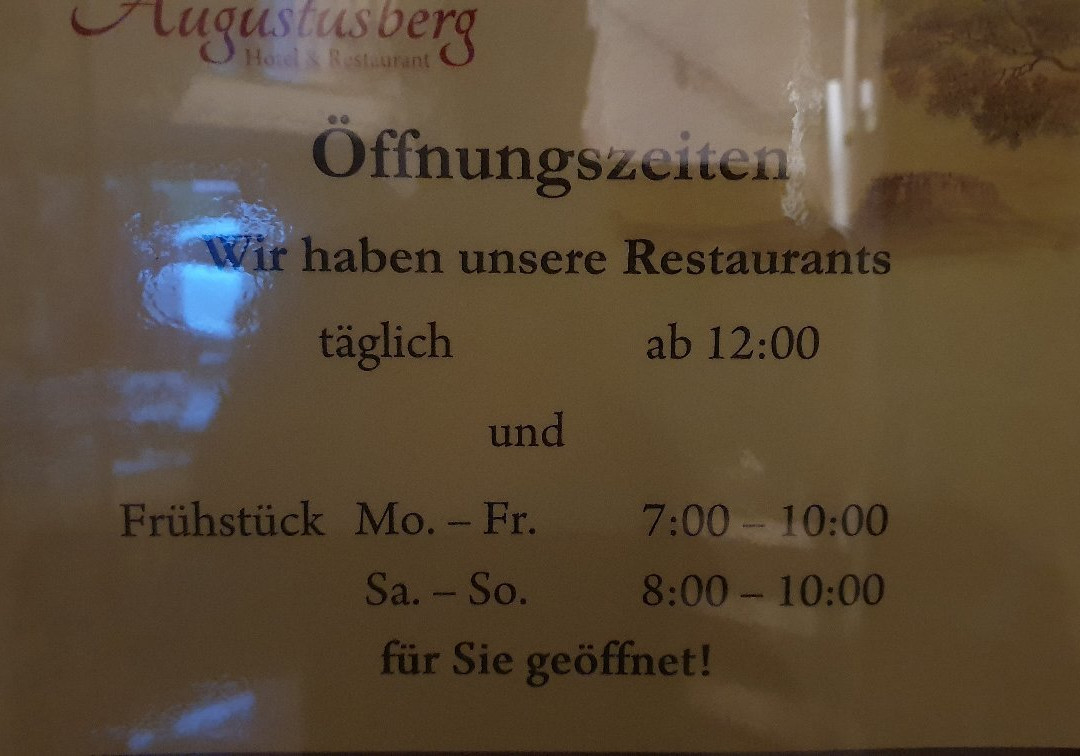 Augustusberg
Hotel & Restaurant
Öffnungszeiten
Wir haben unsere Restaurants
täglich ab 12:00
und
Frühstück Mo. – Fr. 7:00 – 10:00
Sa. – So. 8:00 – 10:00
für Sie geöffnet!